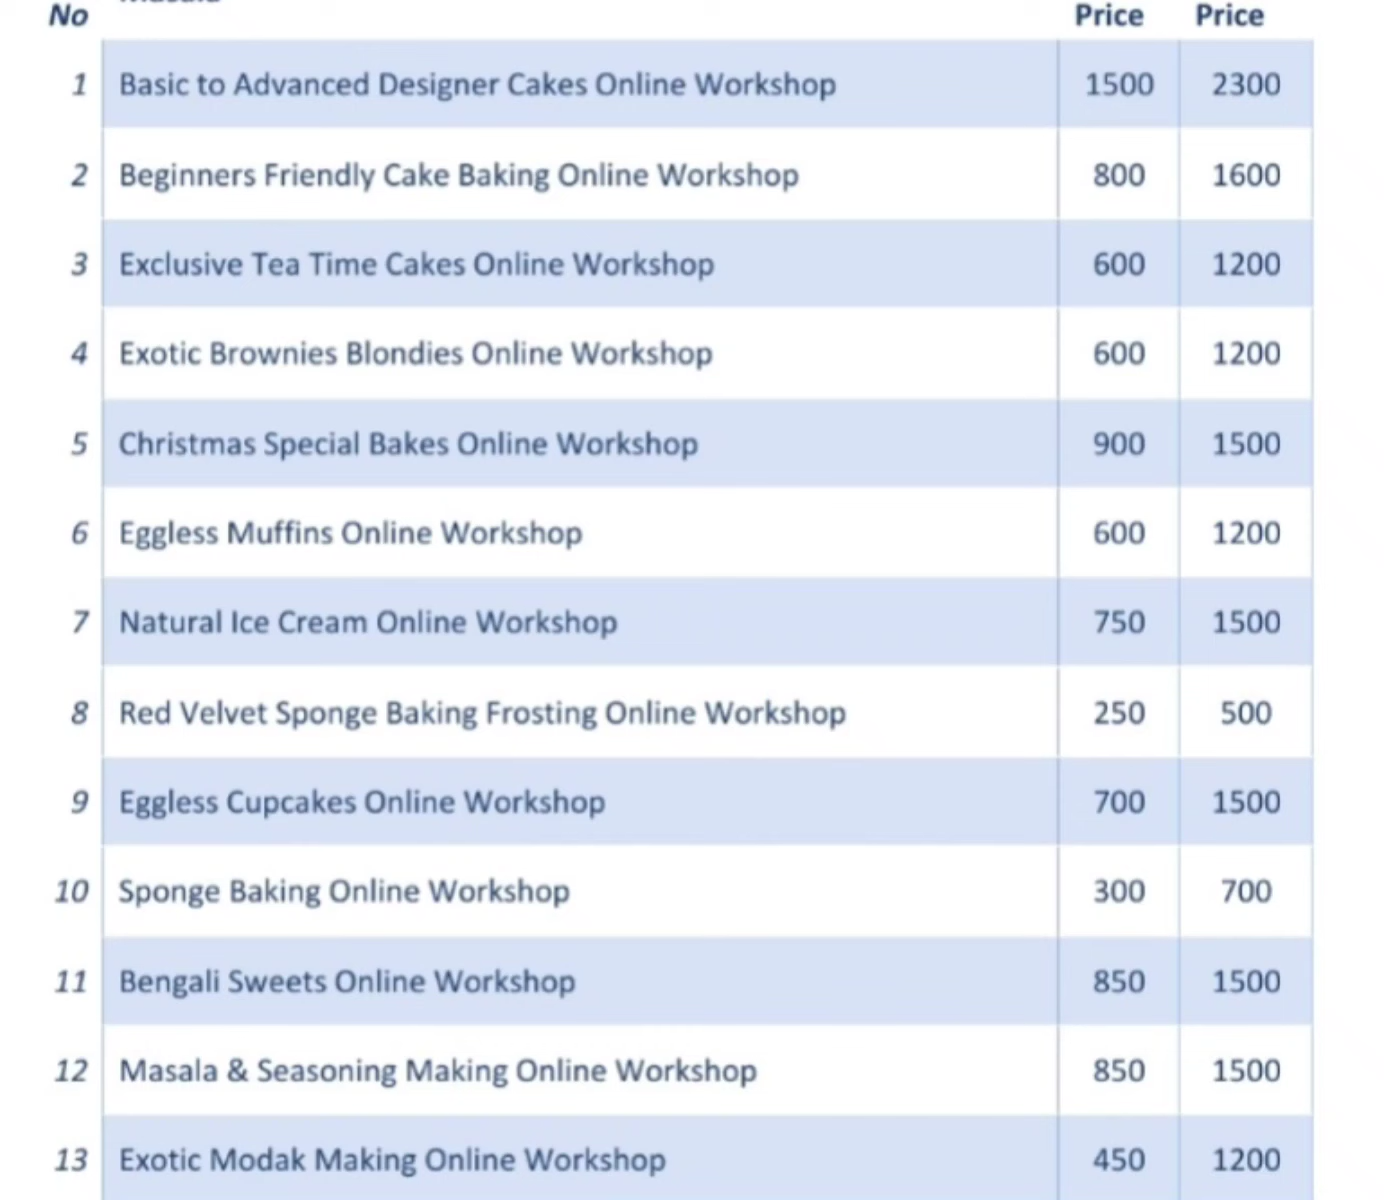 No Price Price
1 Basic to Advanced Designer Cakes Online Workshop 1500 2300
2 Beginners Friendly Cake Baking Online Workshop 800 1600
3 Exclusive Tea Time Cakes Online Workshop 600 1200
4 Exotic Brownies Blondies Online Workshop 600 1200
5 Christmas Special Bakes Online Workshop 900 1500
6 Eggless Muffins Online Workshop 600 1200
7 Natural Ice Cream Online Workshop 750 1500
8 Red Velvet Sponge Baking Frosting Online Workshop 250 500
9 Eggless Cupcakes Online Workshop 700 1500
10 Sponge Baking Online Workshop 300 700
11 Bengali Sweets Online Workshop 850 1500
12 Masala & Seasoning Making Online Workshop 850 1500
13 Exotic Modak Making Online Workshop 450 1200